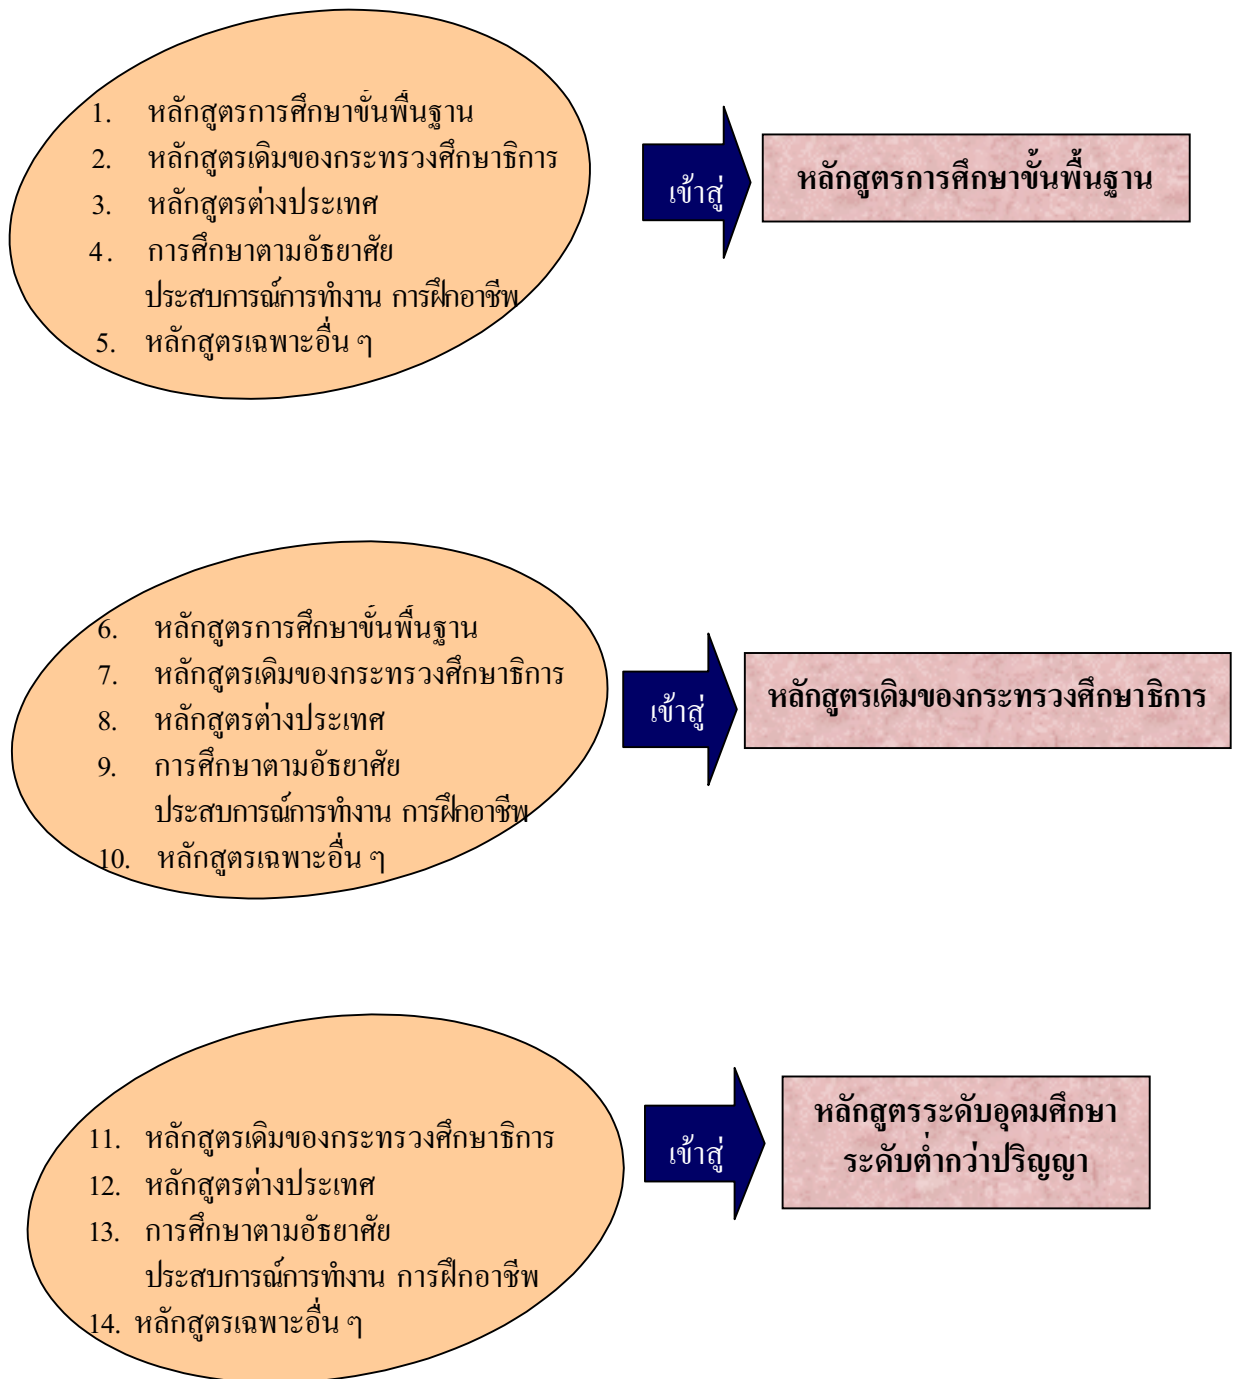 1. หลักสูตรการศึกษาขั้นพื้นฐาน
2. หลักสูตรเดิมของกระทรวงศึกษาธิการ
3. หลักสูตรต่างประเทศ
4. การศึกษาตามอัธยาศัย
ประสบการณ์การทำงาน การฝึกอาชีพ
5. หลักสูตรเฉพาะอื่น ๆ
เข้าสู่
หลักสูตรการศึกษาขั้นพื้นฐาน
6. หลักสูตรการศึกษาขั้นพื้นฐาน
7. หลักสูตรเดิมของกระทรวงศึกษาธิการ
8. หลักสูตรต่างประเทศ
9. การศึกษาตามอัธยาศัย
ประสบการณ์การทำงาน การฝึกอาชีพ
10. หลักสูตรเฉพาะอื่น ๆ
เข้าสู่
หลักสูตรเดิมของกระทรวงศึกษาธิการ
11. หลักสูตรเดิมของกระทรวงศึกษาธิการ
12. หลักสูตรต่างประเทศ
13. การศึกษาตามอัธยาศัย
ประสบการณ์การทำงาน การฝึกอาชีพ
14. หลักสูตรเฉพาะอื่น ๆ
เข้าสู่
หลักสูตรระดับอุดมศึกษา
ระดับต่ำกว่าปริญญา